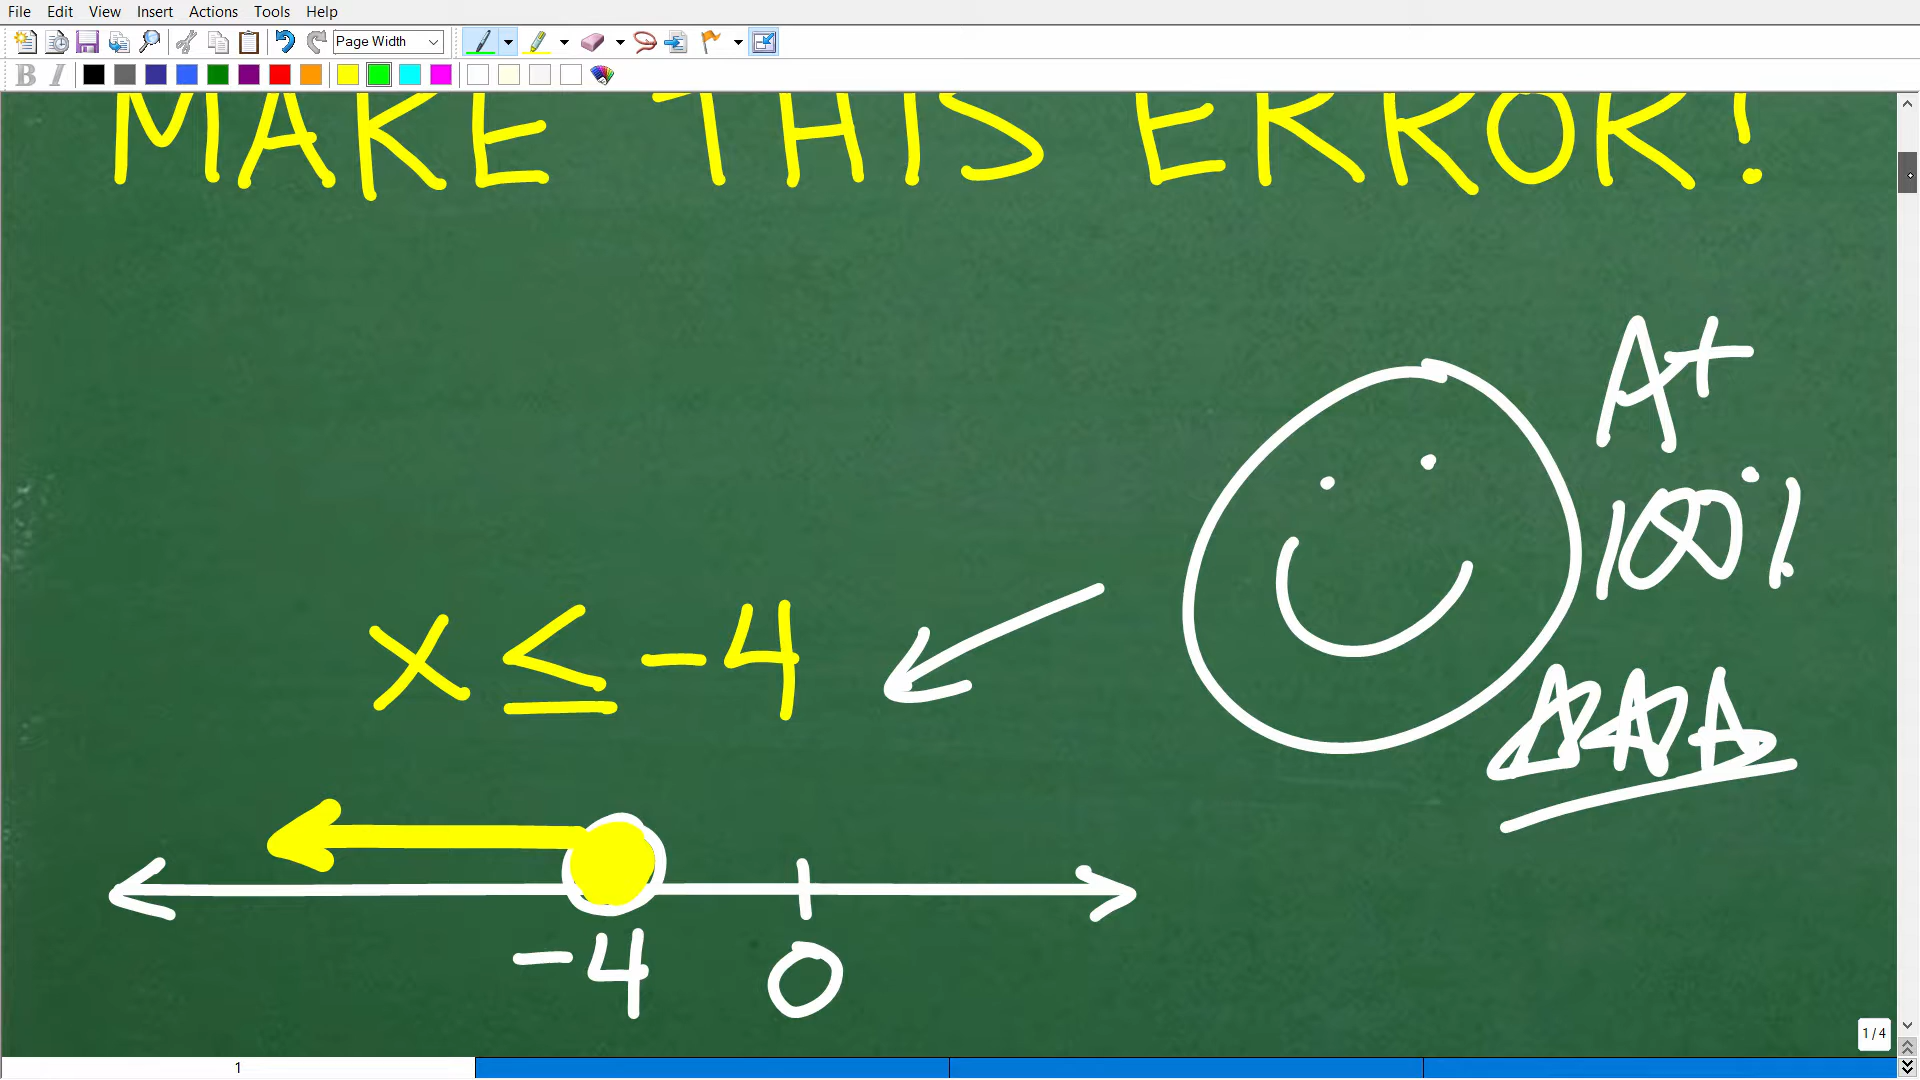 File Edit View Insert Actions Tools Help
Page Width
B I
MAKE THIS ERROR!
A+
100%
x ≤ -4
-4 0
1 / 4
1